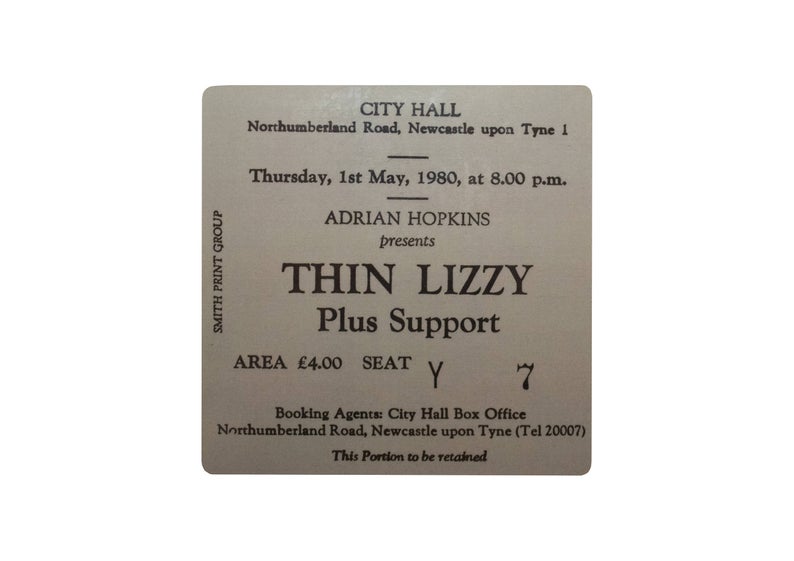 CITY HALL
Northumberland Road, Newcastle upon Tyne 1
Thursday, 1st May, 1980, at 8.00 p.m.
ADRIAN HOPKINS
presents
THIN LIZZY
Plus Support
AREA £4.00 SEAT Y 7
Booking Agents: City Hall Box Office
Northumberland Road, Newcastle upon Tyne (Tel 20007)
This Portion to be retained
SMITH PRINT GROUP